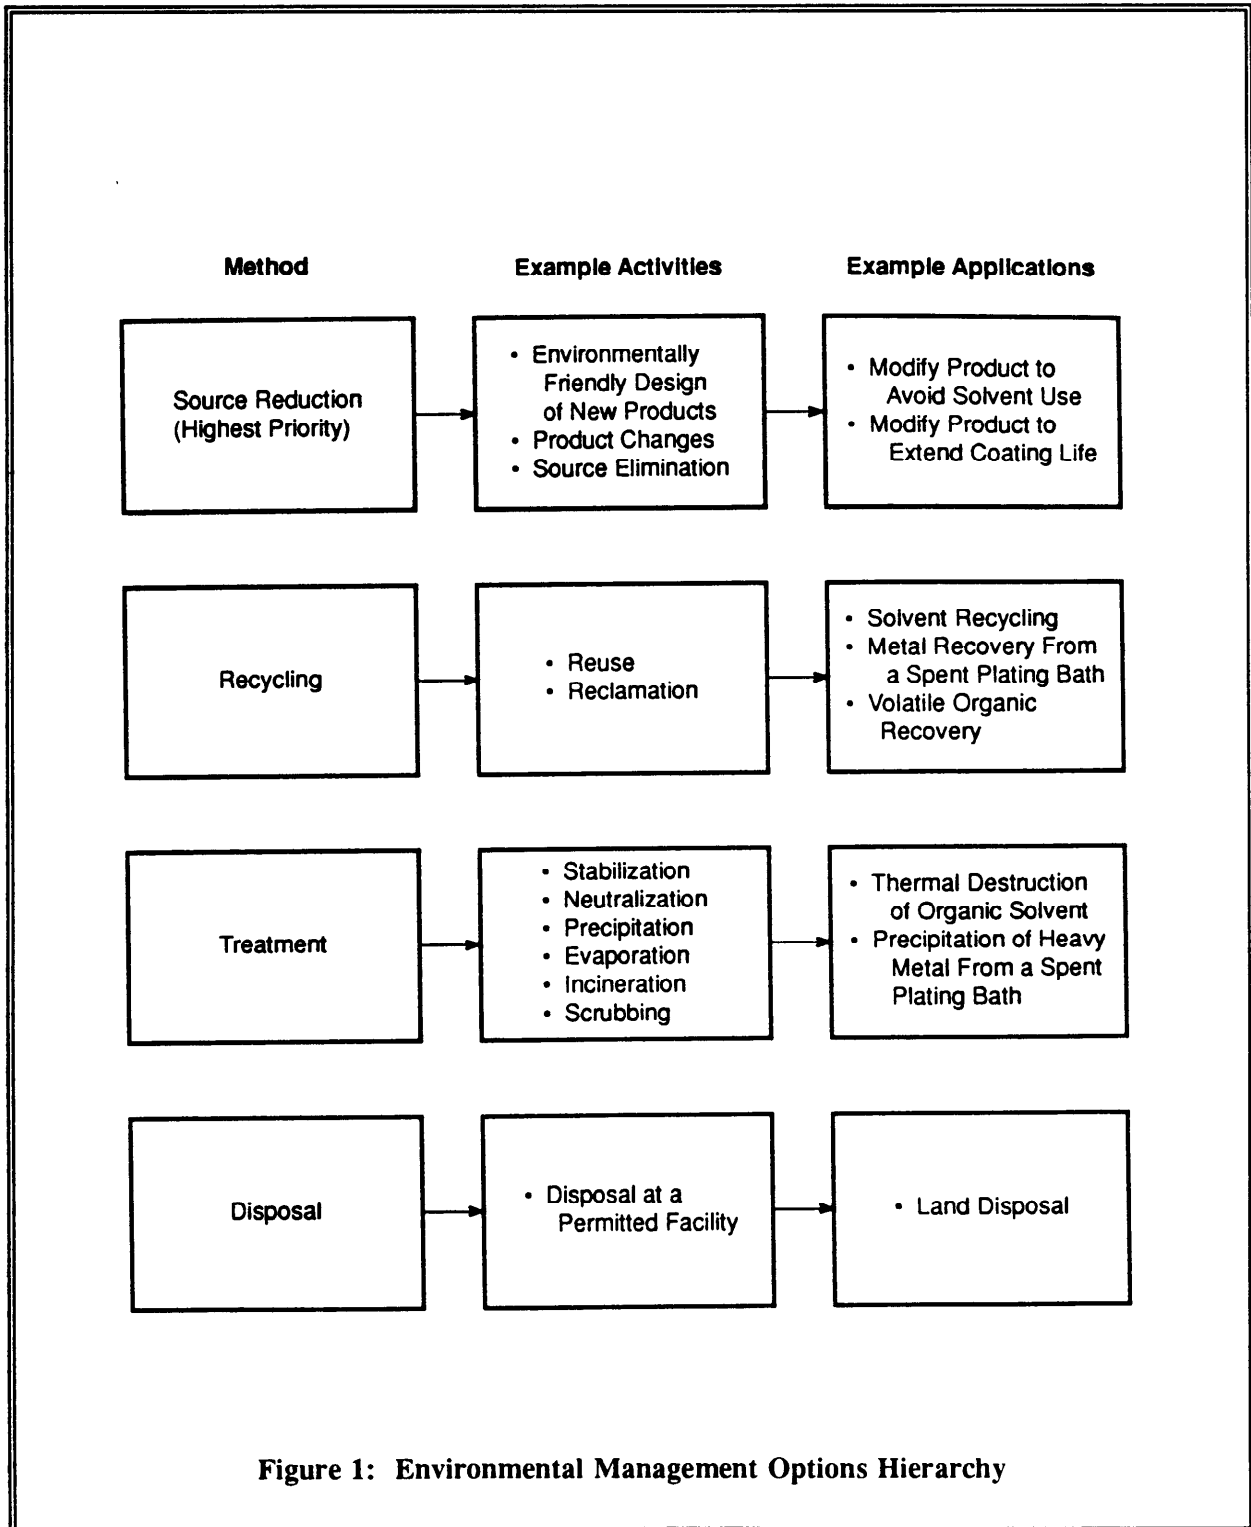 Method
Example Activities
Example Applications
Source Reduction
(Highest Priority)
• Environmentally
Friendly Design
of New Products
• Product Changes
• Source Elimination
• Modify Product to
Avoid Solvent Use
• Modify Product to
Extend Coating Life
Recycling
• Reuse
• Reclamation
• Solvent Recycling
• Metal Recovery From
a Spent Plating Bath
• Volatile Organic
Recovery
Treatment
• Stabilization
• Neutralization
• Precipitation
• Evaporation
• Incineration
• Scrubbing
• Thermal Destruction
of Organic Solvent
• Precipitation of Heavy
Metal From a Spent
Plating Bath
Disposal
• Disposal at a
Permitted Facility
• Land Disposal
Figure 1: Environmental Management Options Hierarchy